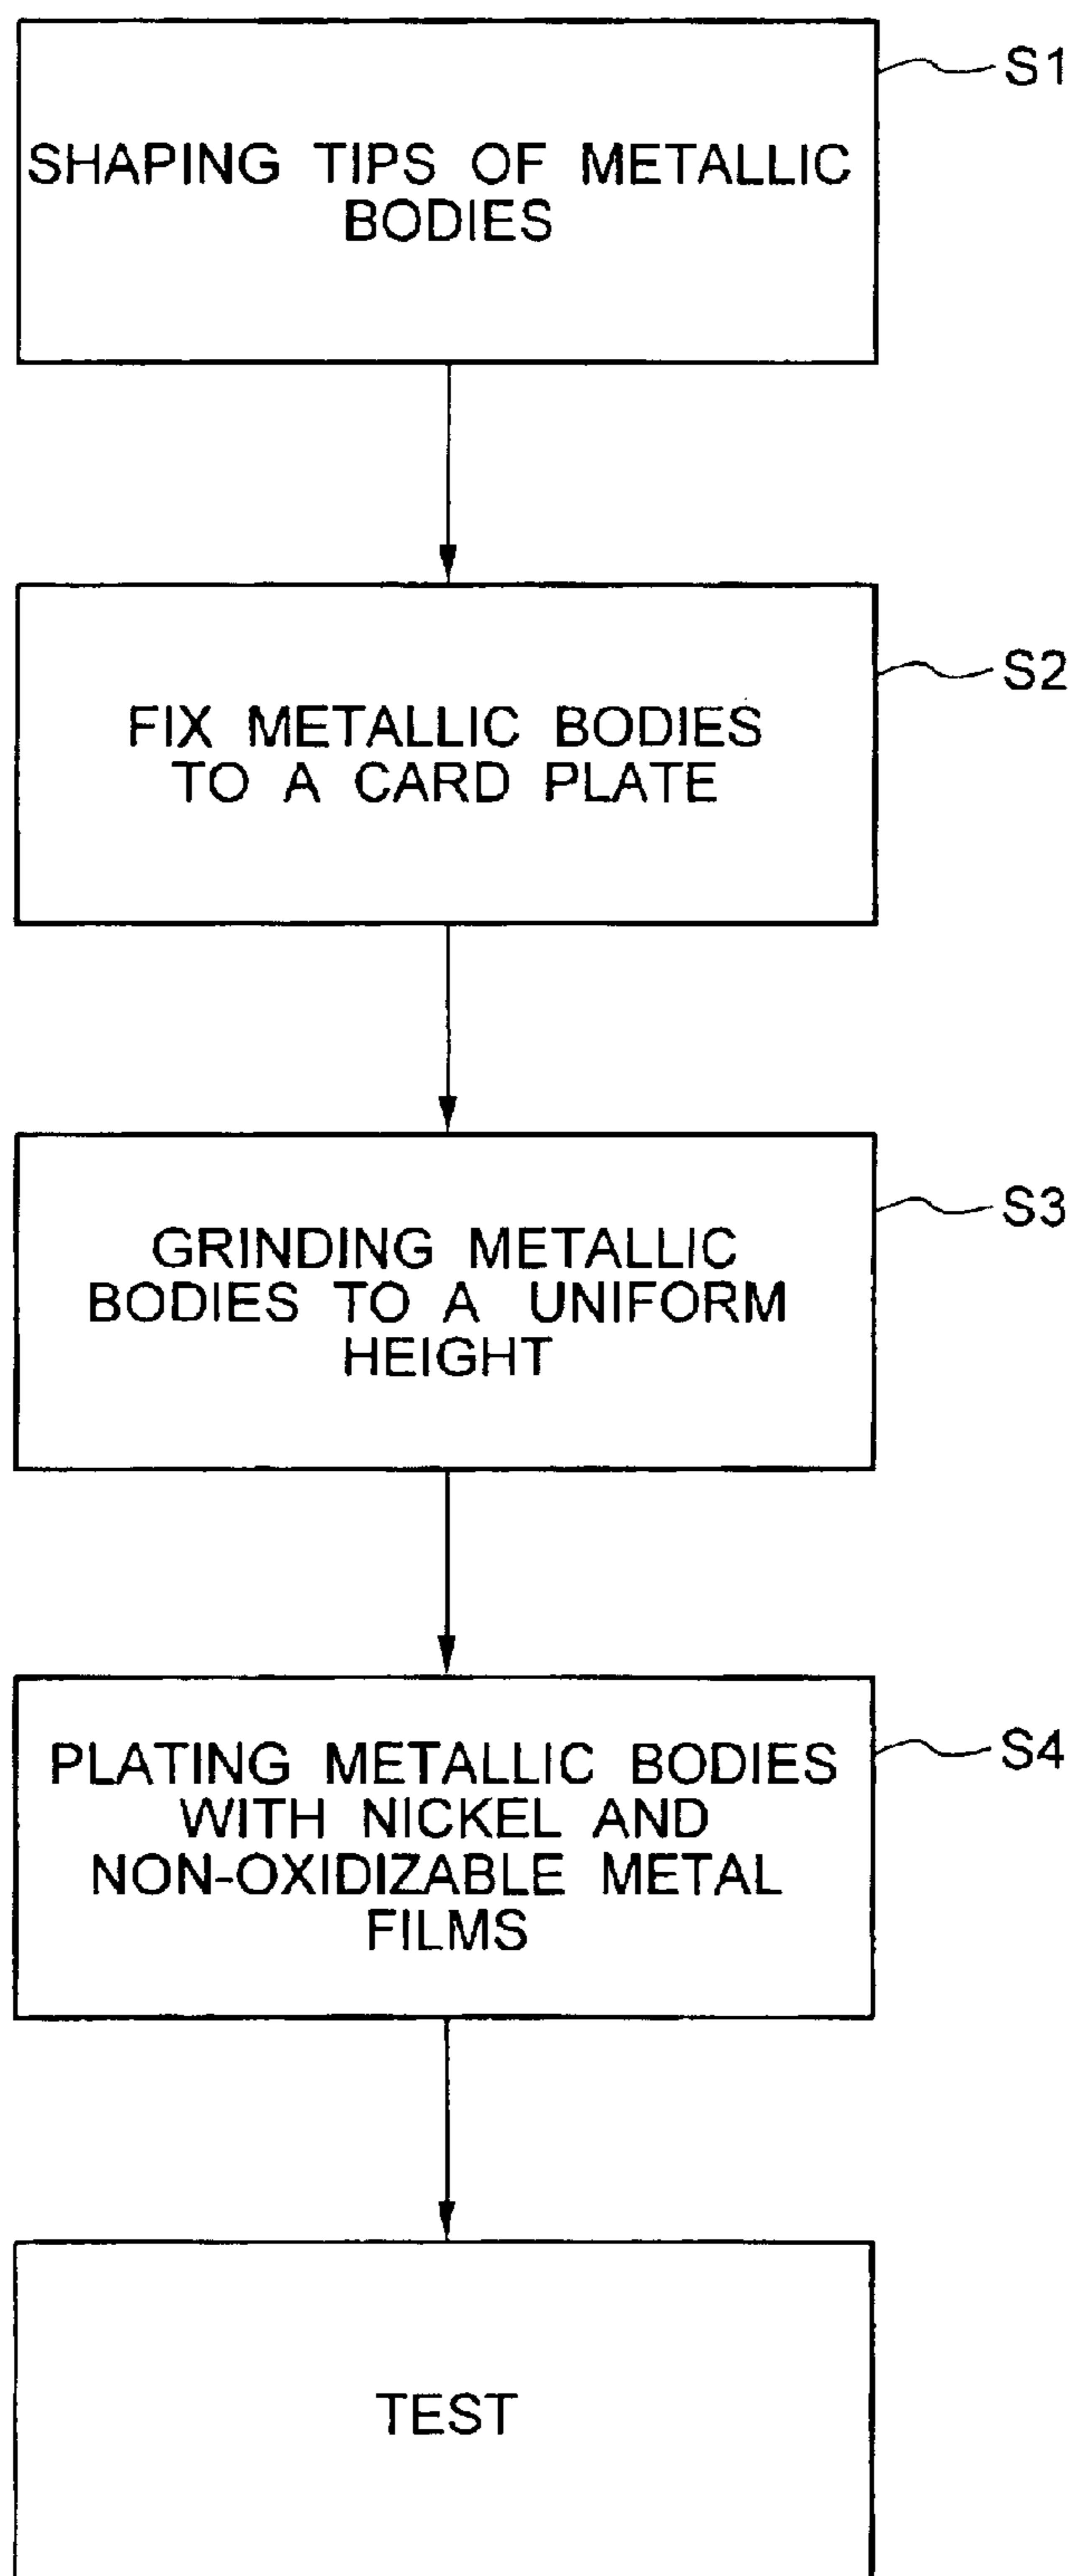 S1
SHAPING TIPS OF METALLIC
BODIES
S2
FIX METALLIC BODIES
TO A CARD PLATE
S3
GRINDING METALLIC
BODIES TO A UNIFORM
HEIGHT
S4
PLATING METALLIC BODIES
WITH NICKEL AND
NON-OXIDIZABLE METAL
FILMS
TEST